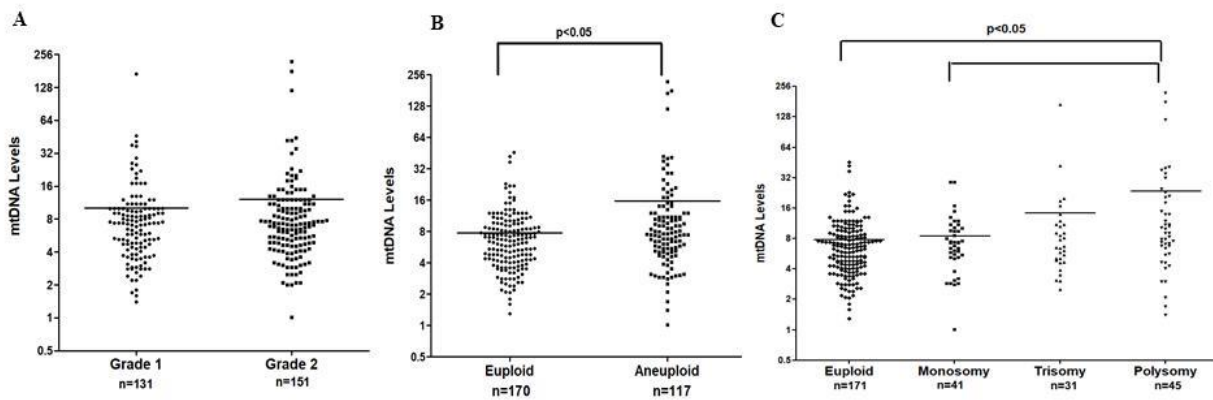 A
mtDNA Levels
256
128
64
32
16
8
4
2
1
0.5
Grade 1
n=131
Grade 2
n=151
B
p<0.05
mtDNA Levels
256
128
64
32
16
8
4
2
1
0.5
Euploid
n=170
Aneuploid
n=117
C
p<0.05
mtDNA Levels
256
128
64
32
16
8
4
2
1
0.5
Euploid
n=171
Monosomy
n=41
Trisomy
n=31
Polysomy
n=45